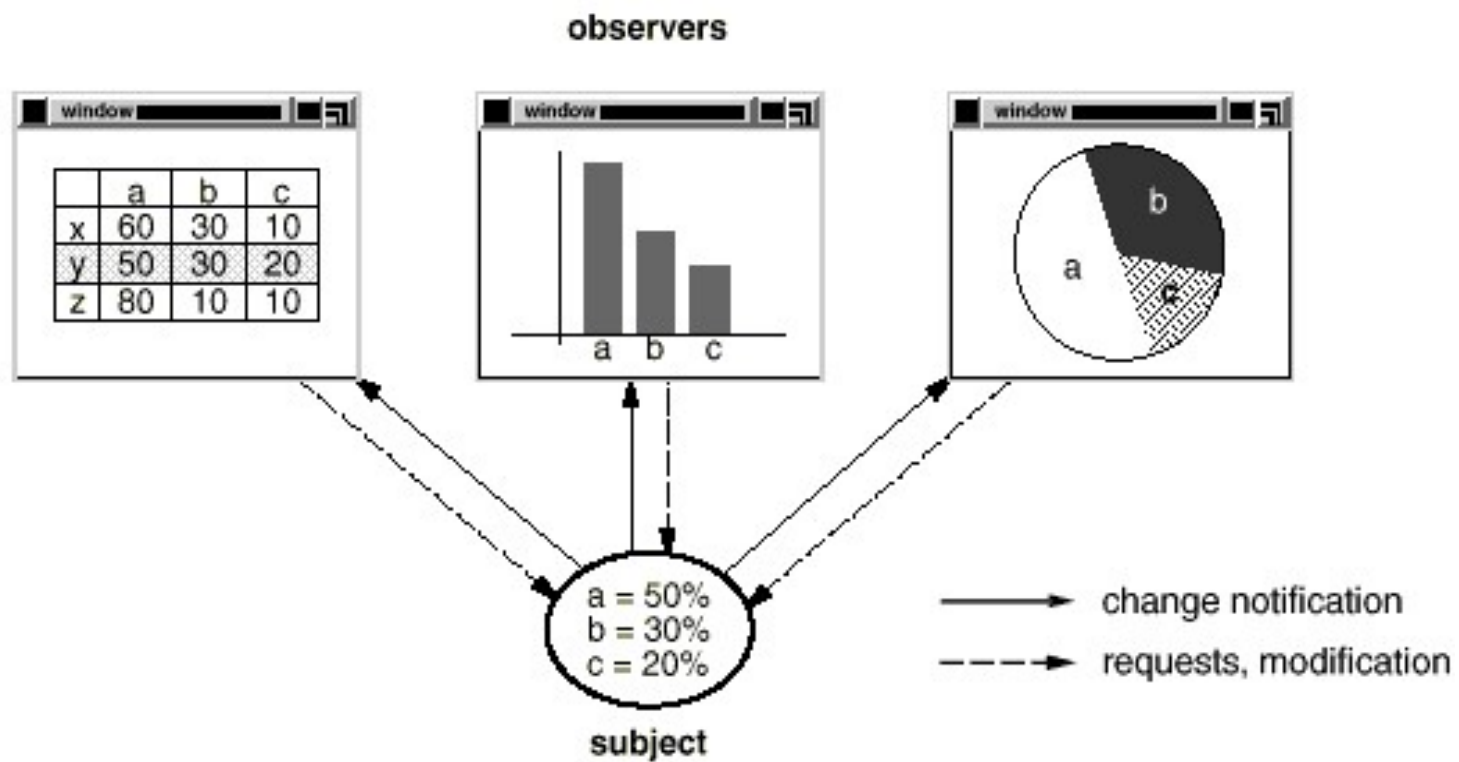 observers
window
window
window
a b c
x 60 30 10
y 50 30 20
z 80 10 10
a b c
b
a
c
a = 50%
b = 30%
c = 20%
subject
change notification
requests, modification